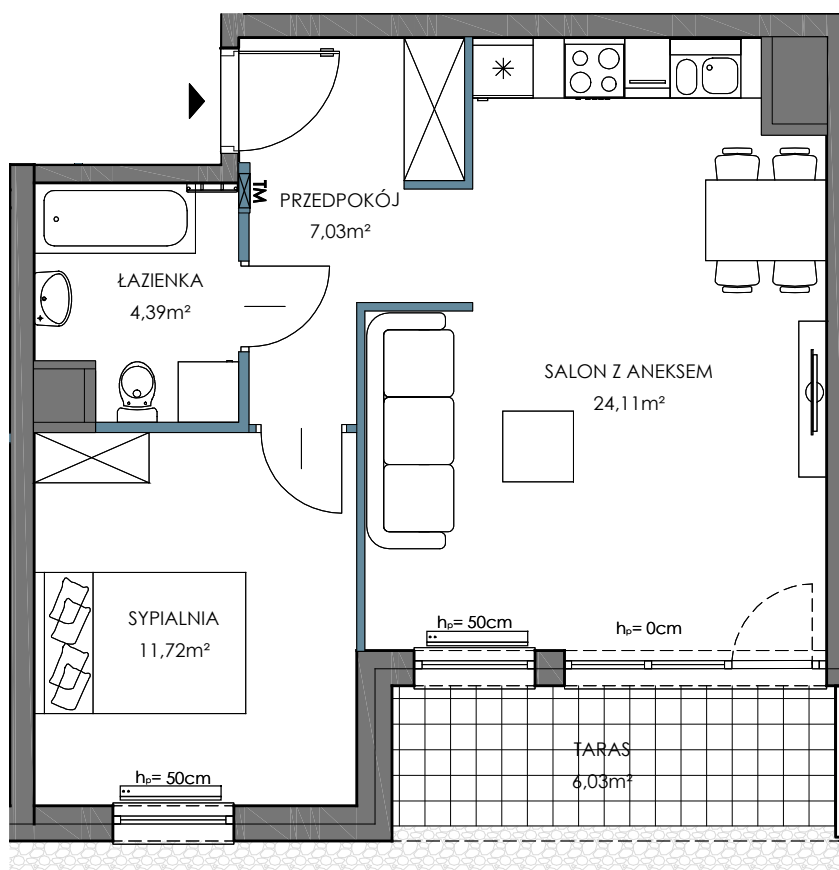 TM
PRZEDPOKÓJ
7,03m²
ŁAZIENKA
4,39m²
SALON Z ANEKSEM
24,11m²
SYPIALNIA
11,72m²
hₚ= 50cm
hₚ= 0cm
TARAS
6,03m²
hₚ= 50cm